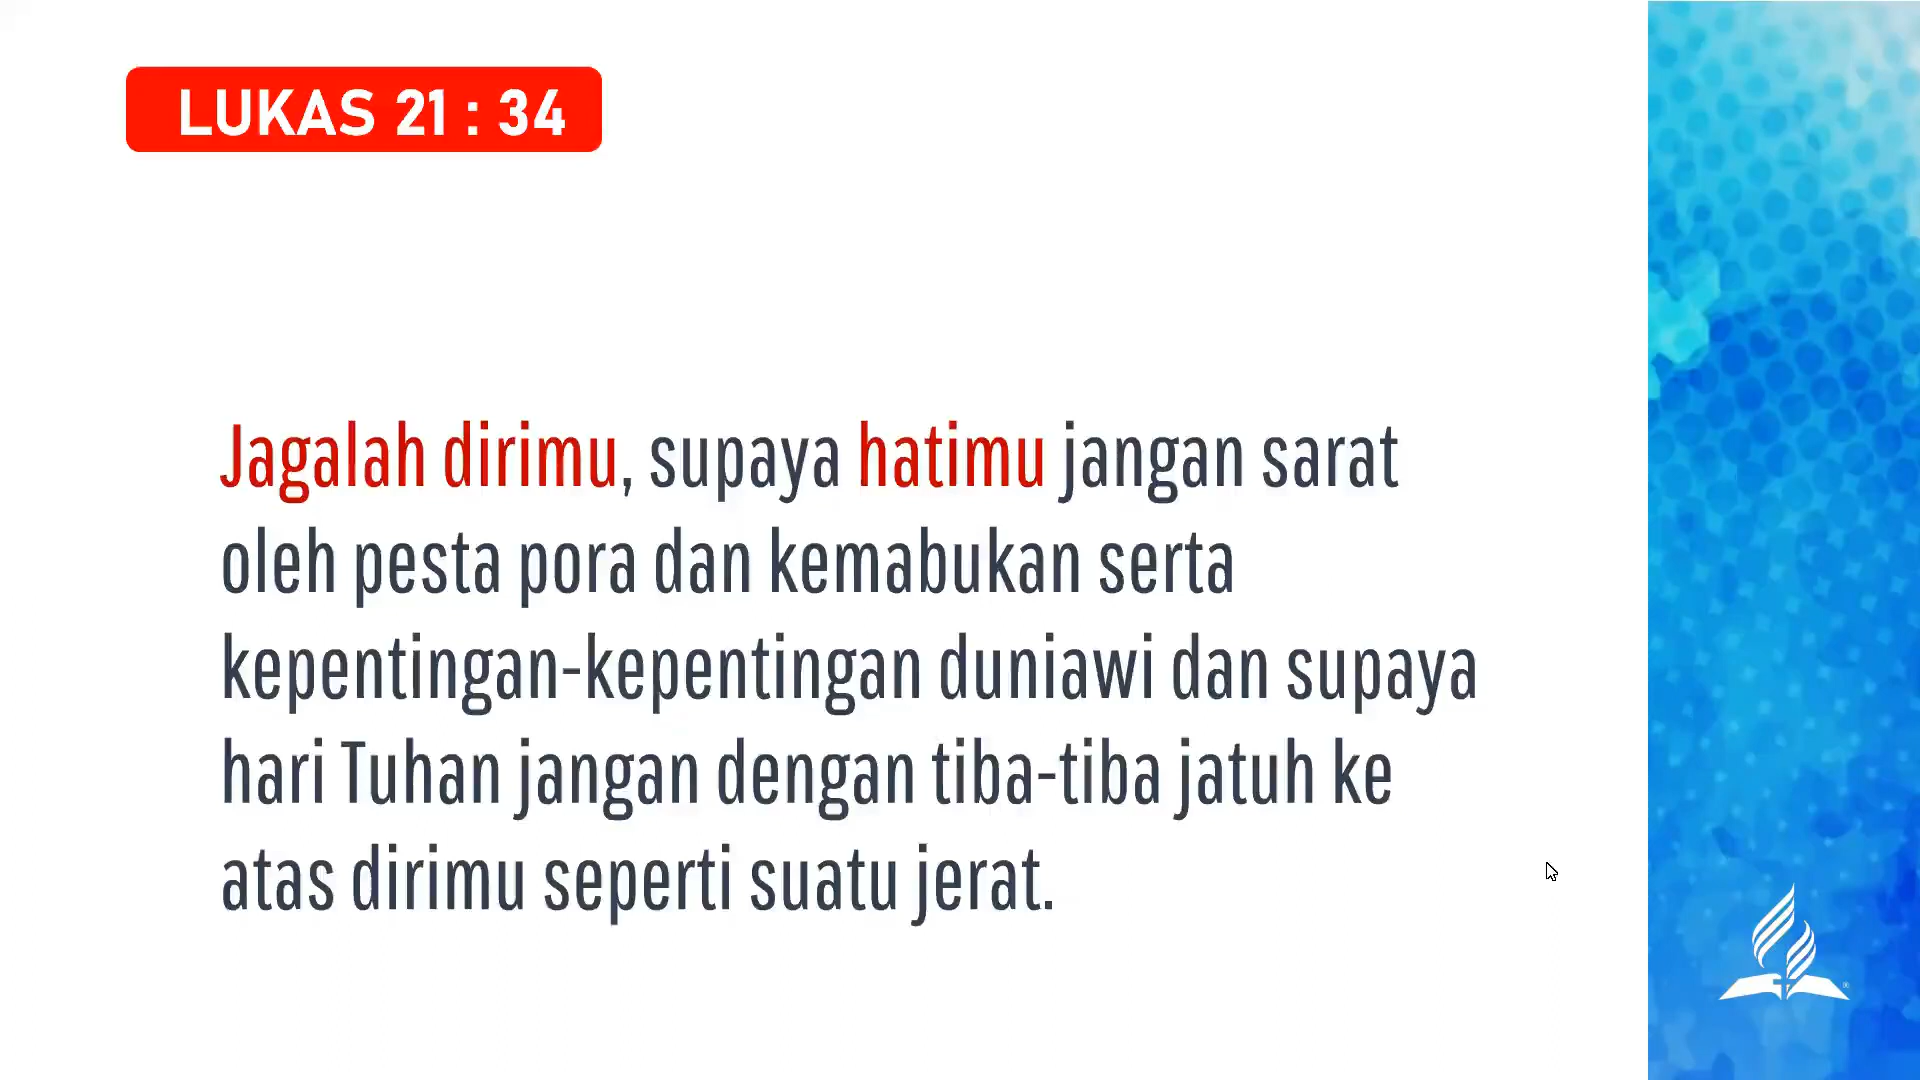 LUKAS 21 : 34
Jagalah dirimu, supaya hatimu jangan sarat
oleh pesta pora dan kemabukan serta
kepentingan-kepentingan duniawi dan supaya
hari Tuhan jangan dengan tiba-tiba jatuh ke
atas dirimu seperti suatu jerat.